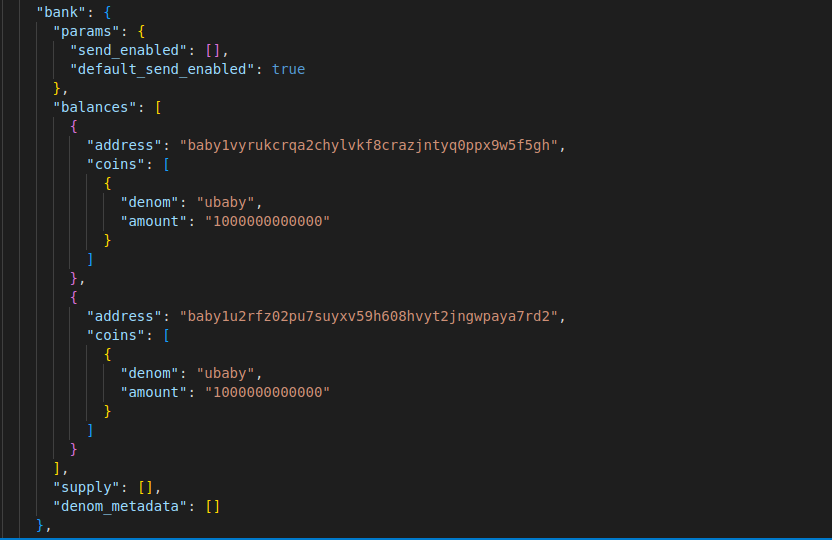 "bank": {
"params": {
"send_enabled": [],
"default_send_enabled": true
},
"balances": [
{
"address": "baby1vyrukcrqa2chylvkf8crazjntyq0ppx9w5f5gh",
"coins": [
{
"denom": "ubaby",
"amount": "1000000000000"
}
]
},
{
"address": "baby1u2rfz02pu7suyxv59h608hvyt2jngwpaya7rd2",
"coins": [
{
"denom": "ubaby",
"amount": "1000000000000"
}
]
}
],
"supply": [],
"denom_metadata": []
},